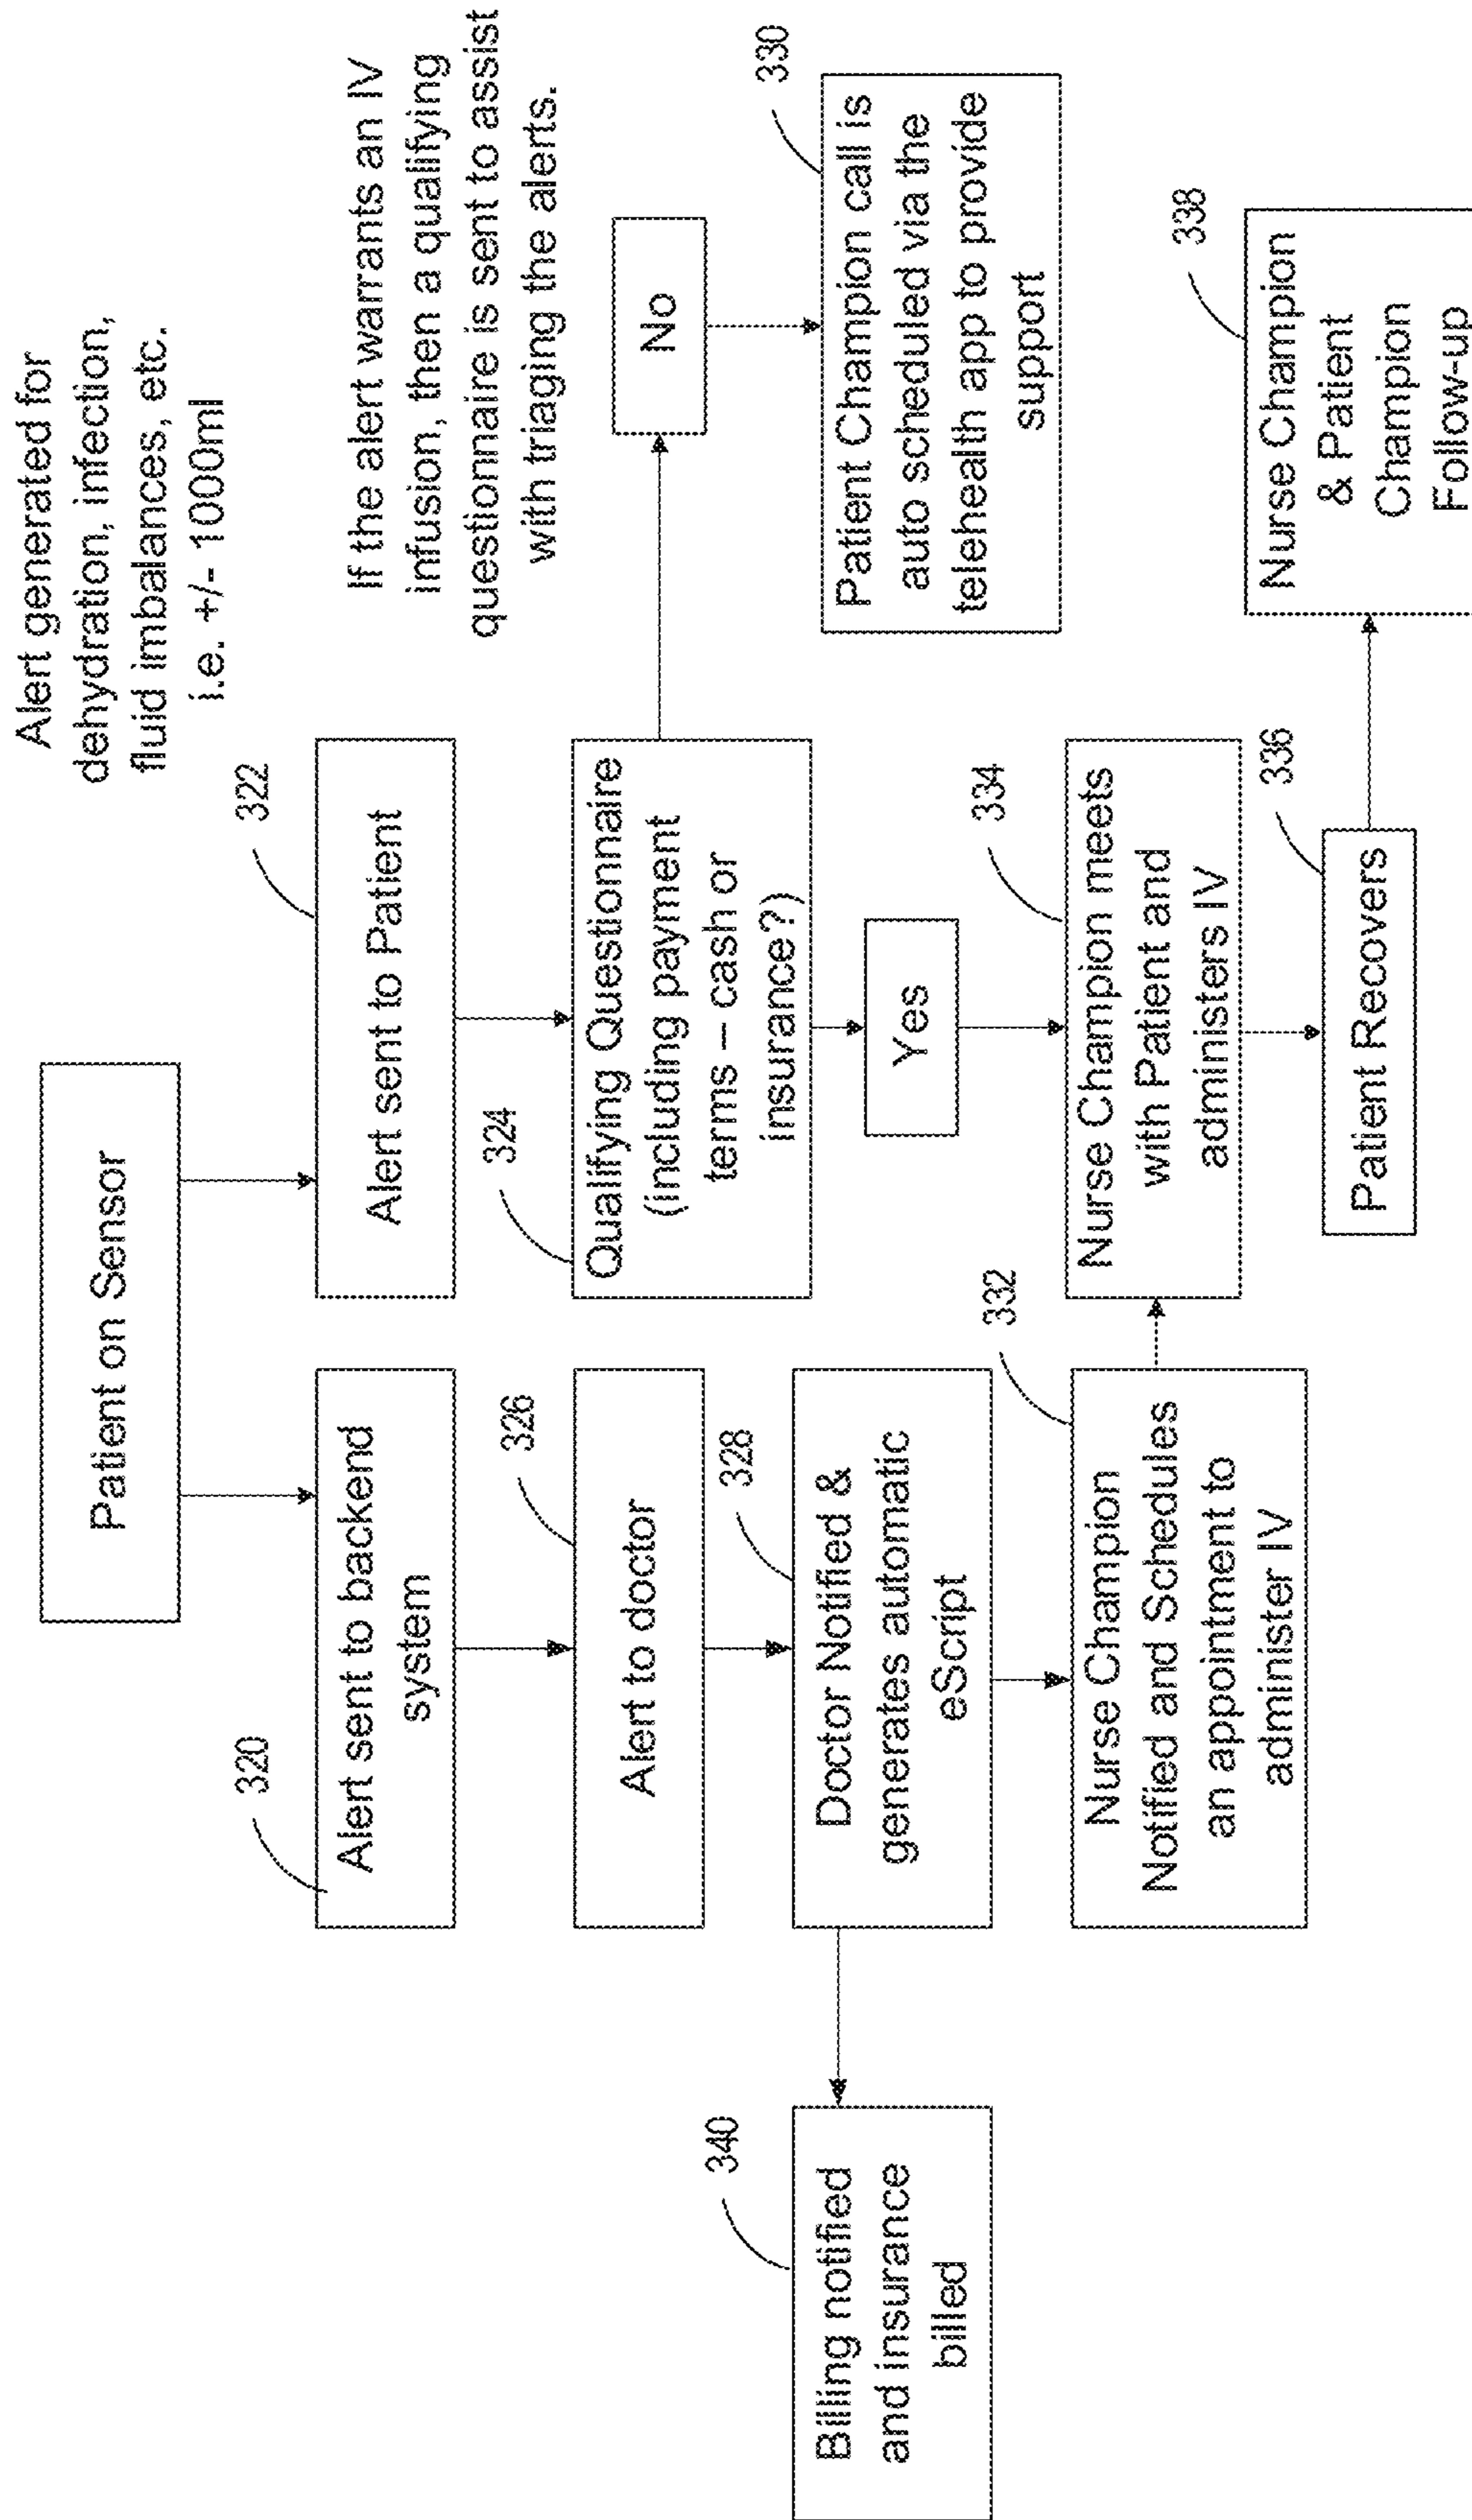 Alert generated for
dehydration, infection,
fluid imbalances, etc.
i.e. +/- 1000ml
Patient on Sensor
320
Alert sent to backend
system
322
Alert sent to Patient
If the alert warrants an IV
infusion, then a qualifying
questionnaire is sent to assist
with triaging the alerts.
326
Alert to doctor
324
Qualifying Questionnaire
(including payment
terms – cash or
insurance?)
No
340
Billing notified
and insurance
billed
328
Doctor Notified &
generates automatic
eScript
Yes
330
Patient Champion call is
auto scheduled via the
telehealth app to provide
support
332
Nurse Champion
Notified and Schedules
an appointment to
administer IV
334
Nurse Champion meets
with Patient and
administers IV
336
Patient Recovers
338
Nurse Champion
& Patient
Champion
Follow-up